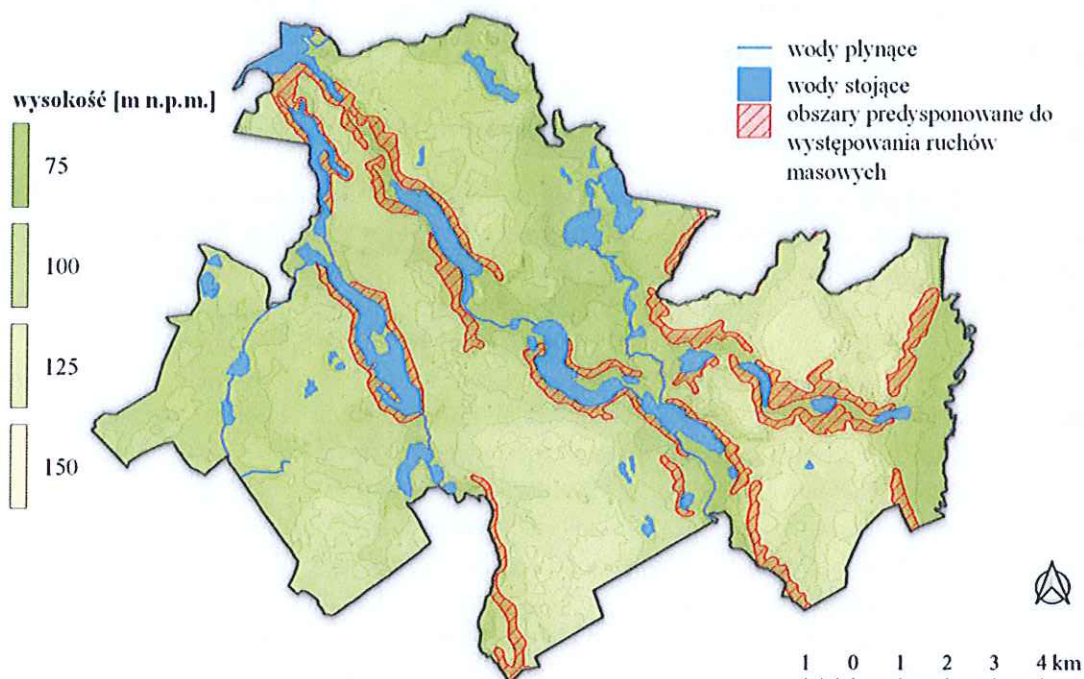 wody płynące
wody stojące
obszary predysponowane do
występowania ruchów
masowych
wysokość [m n.p.m.]
75
100
125
150
1 0 1 2 3 4 km